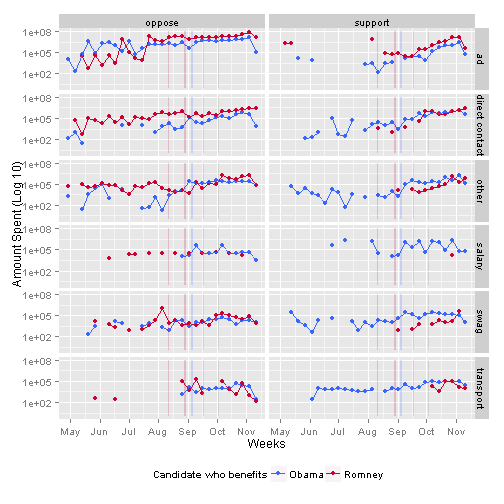 oppose support
1e+08
1e+05
1e+02
ad
1e+08
1e+05
1e+02
direct contact
1e+08
1e+05
1e+02
other
1e+08
1e+05
1e+02
salary
1e+08
1e+05
1e+02
swag
1e+08
1e+05
1e+02
transport
Amount Spent (Log 10)
May Jun Jul Aug Sep Oct Nov May Jun Jul Aug Sep Oct Nov
Weeks
Candidate who benefits Obama Romney